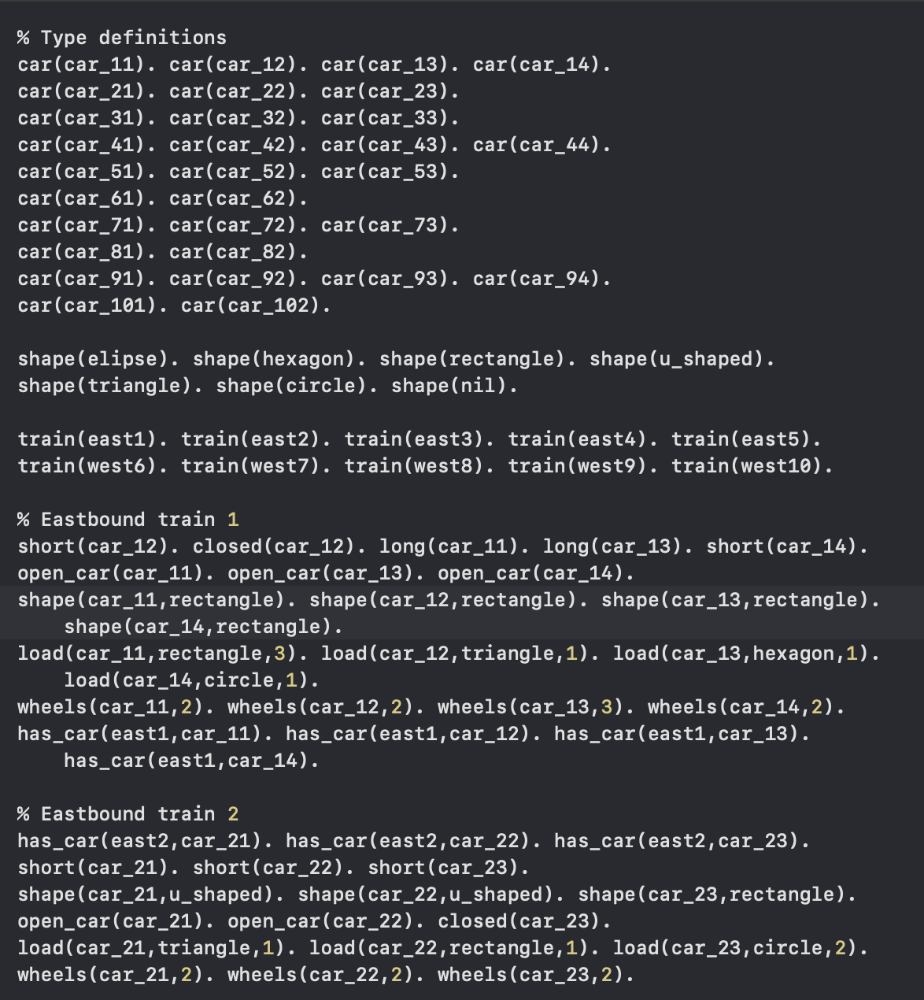 % Type definitions
car(car_11). car(car_12). car(car_13). car(car_14).
car(car_21). car(car_22). car(car_23).
car(car_31). car(car_32). car(car_33).
car(car_41). car(car_42). car(car_43). car(car_44).
car(car_51). car(car_52). car(car_53).
car(car_61). car(car_62).
car(car_71). car(car_72). car(car_73).
car(car_81). car(car_82).
car(car_91). car(car_92). car(car_93). car(car_94).
car(car_101). car(car_102).

shape(elipse). shape(hexagon). shape(rectangle). shape(u_shaped).
shape(triangle). shape(circle). shape(nil).

train(east1). train(east2). train(east3). train(east4). train(east5).
train(west6). train(west7). train(west8). train(west9). train(west10).

% Eastbound train 1
short(car_12). closed(car_12). long(car_11). long(car_13). short(car_14).
open_car(car_11). open_car(car_13). open_car(car_14).
shape(car_11,rectangle). shape(car_12,rectangle). shape(car_13,rectangle).
    shape(car_14,rectangle).
load(car_11,rectangle,3). load(car_12,triangle,1). load(car_13,hexagon,1).
    load(car_14,circle,1).
wheels(car_11,2). wheels(car_12,2). wheels(car_13,3). wheels(car_14,2).
has_car(east1,car_11). has_car(east1,car_12). has_car(east1,car_13).
    has_car(east1,car_14).

% Eastbound train 2
has_car(east2,car_21). has_car(east2,car_22). has_car(east2,car_23).
short(car_21). short(car_22). short(car_23).
shape(car_21,u_shaped). shape(car_22,u_shaped). shape(car_23,rectangle).
open_car(car_21). open_car(car_22). closed(car_23).
load(car_21,triangle,1). load(car_22,rectangle,1). load(car_23,circle,2).
wheels(car_21,2). wheels(car_22,2). wheels(car_23,2).